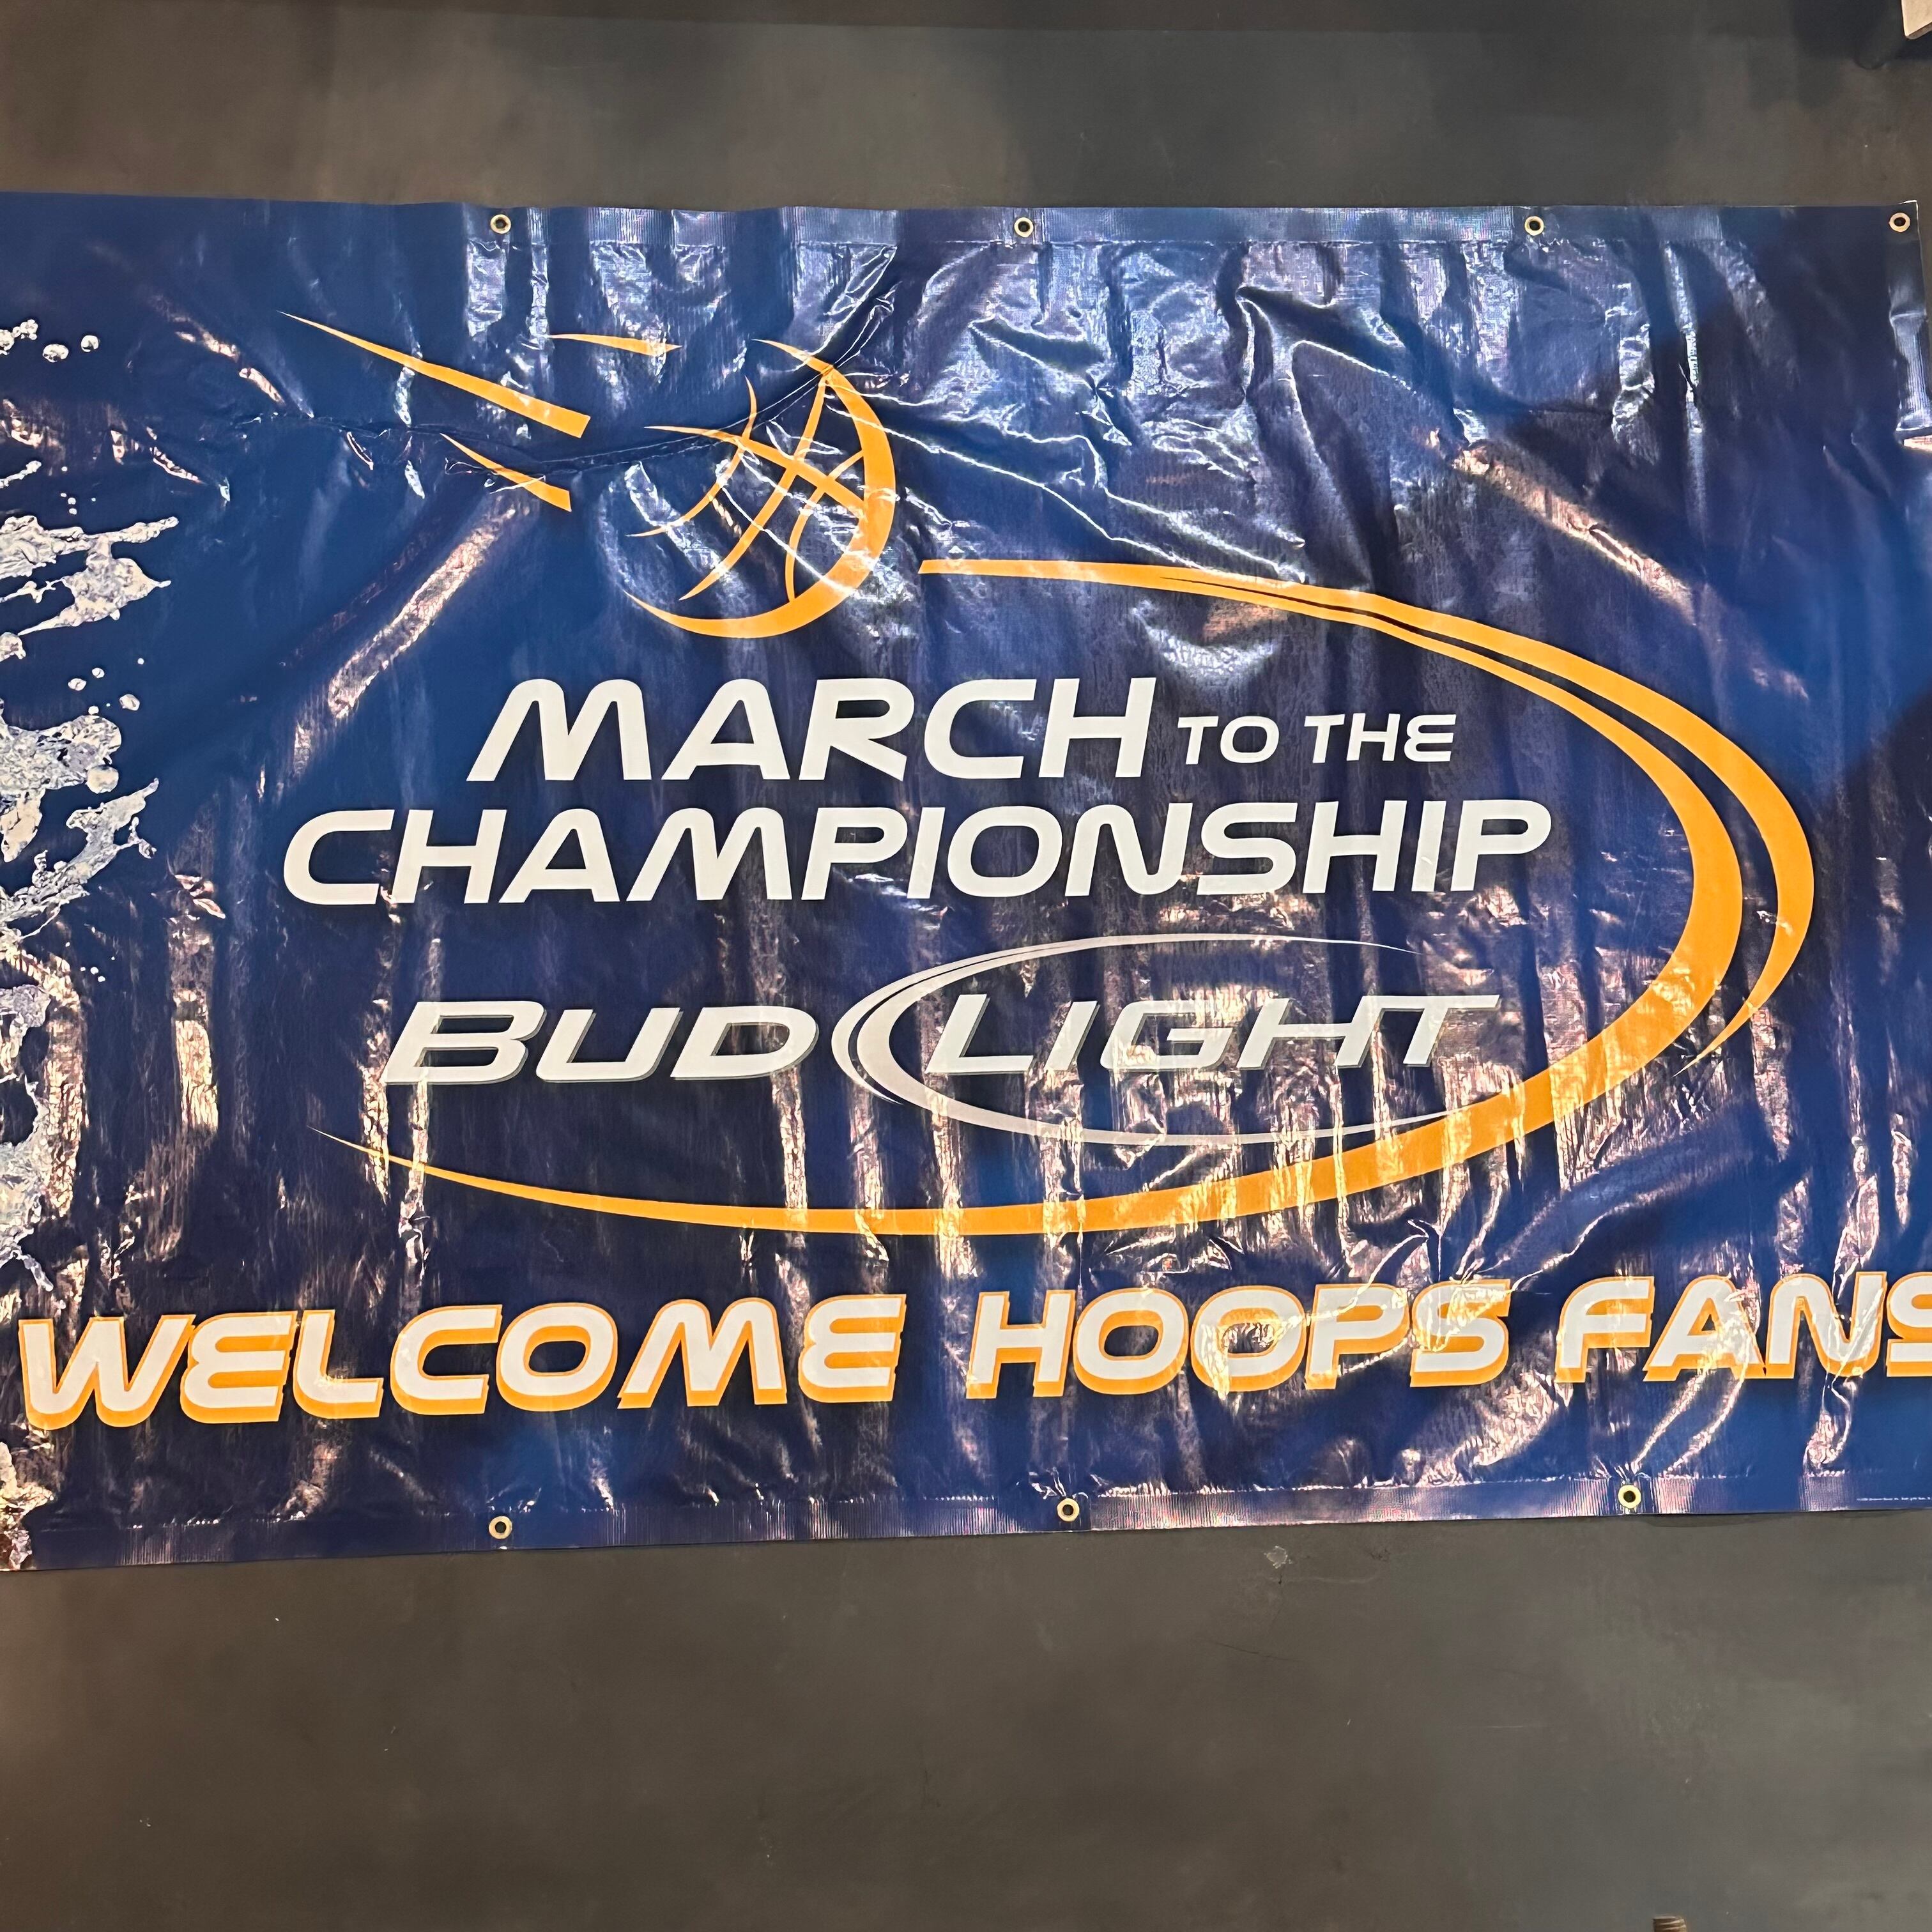 MARCH TO THE
CHAMPIONSHIP
BUD LIGHT
WELCOME HOOPS FANS